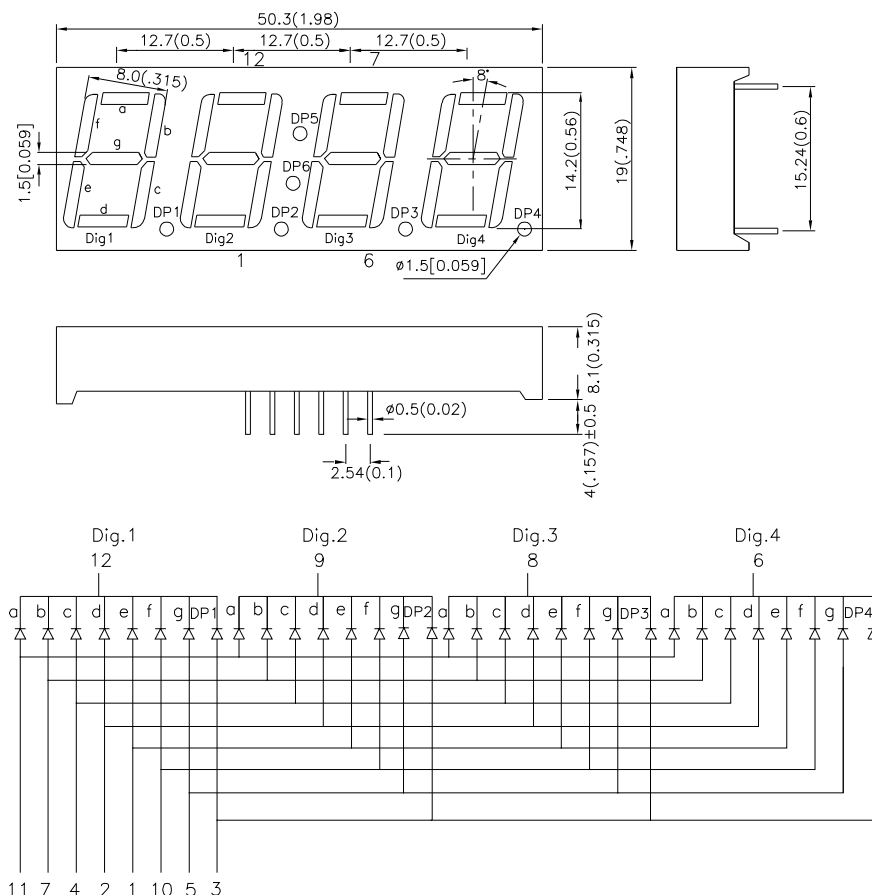 50.3(1.98)
12.7(0.5) 12.7(0.5) 12.7(0.5)
12 7
8.0(.315)
8°
a
f b
g
e c
d
DP5
DP6
DP1 DP2 DP3 DP4
Dig1 Dig2 Dig3 Dig4
1.5[0.059]
14.2(0.56)
19(.748)
15.24(0.6)
1 6
ø1.5[0.059]
8.1(0.315)
ø0.5(0.02)
2.54(0.1)
4(.157)±0.5
Dig.1 Dig.2 Dig.3 Dig.4
12 9 8 6
a b c d e f g DP1 a b c d e f g DP2 a b c d e f g DP3 a b c d e f g DP4
11 7 4 2 1 10 5 3